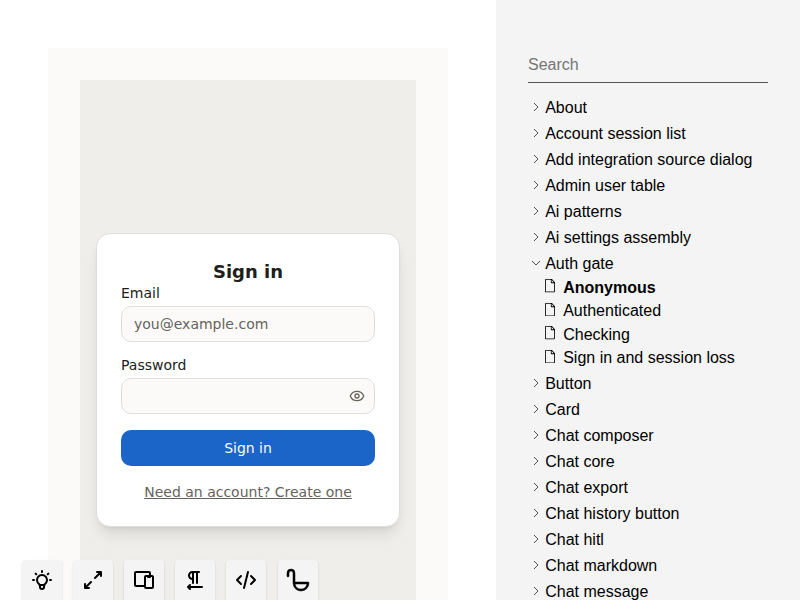 Sign in
Email
you@example.com
Password
Sign in
Need an account? Create one
Search
About
Account session list
Add integration source dialog
Admin user table
Ai patterns
Ai settings assembly
Auth gate
Anonymous
Authenticated
Checking
Sign in and session loss
Button
Card
Chat composer
Chat core
Chat export
Chat history button
Chat hitl
Chat markdown
Chat message